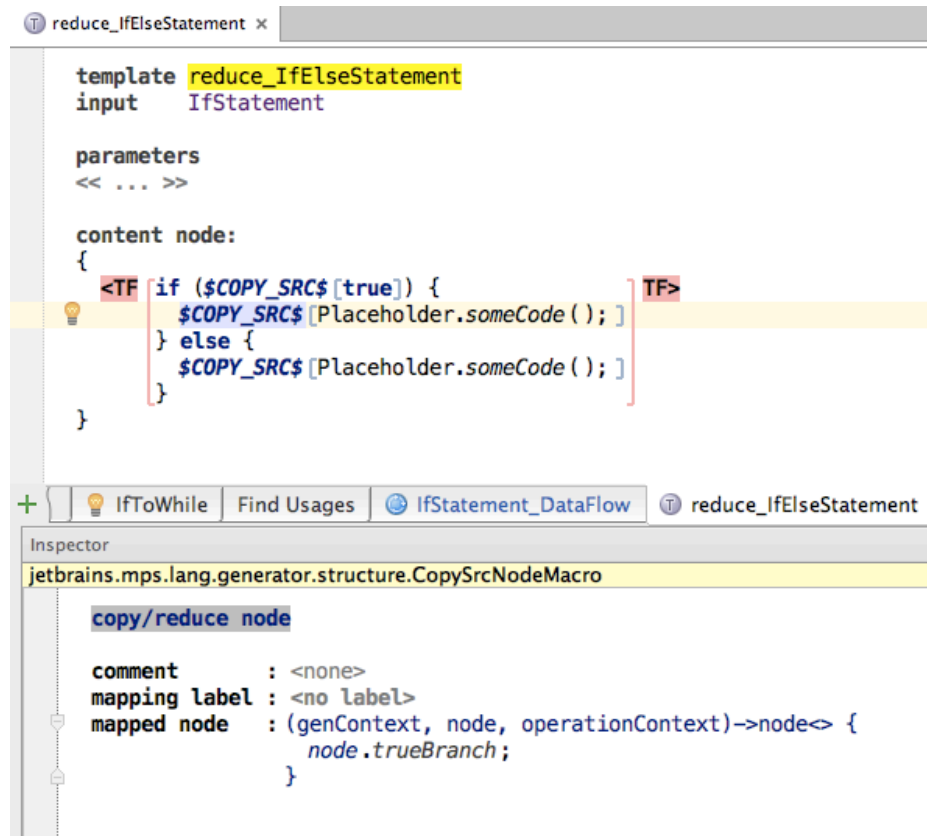 reduce_IfElseStatement ×
template reduce_IfElseStatement
input IfStatement
parameters
<< ... >>
content node:
{
<TF [ if ($COPY_SRC$[true]) { ] TF>
$COPY_SRC$[Placeholder.someCode(); ]
} else {
$COPY_SRC$[Placeholder.someCode(); ]
}
}
+ IfToWhile Find Usages IfStatement_DataFlow reduce_IfElseStatement
Inspector
jetbrains.mps.lang.generator.structure.CopySrcNodeMacro
copy/reduce node
comment : <none>
mapping label : <no label>
mapped node : (genContext, node, operationContext)->node<> {
node.trueBranch;
}